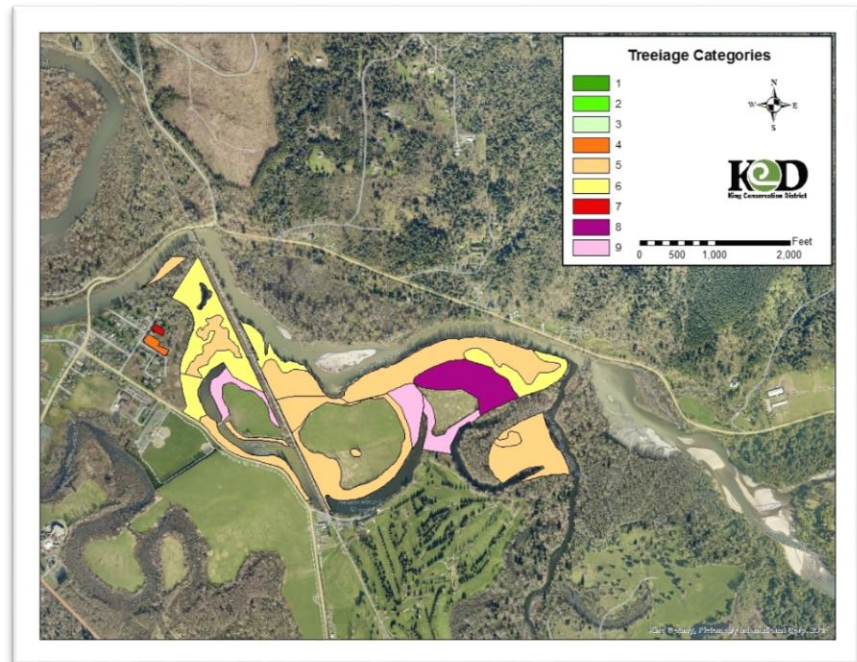 Treeiage Categories
1
2
3
4
5
6
7
8
9
N
W E
S
KCD
King Conservation District
Feet
0 500 1,000 2,000